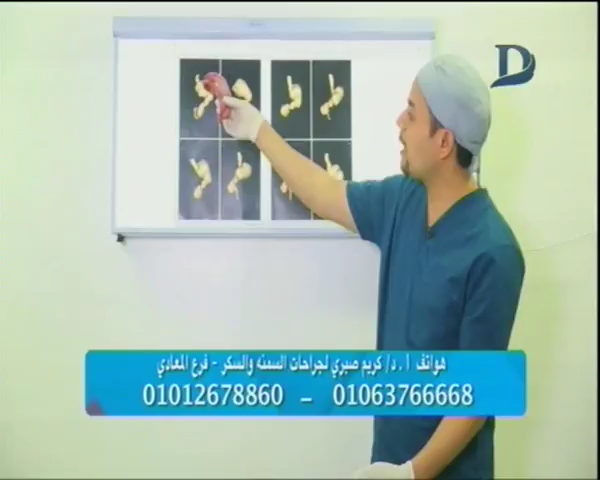 D
هواتف أ.د/ كريم صبري لجراحات السمنه والسكر - فرع المعادي
01012678860 - 01063766668